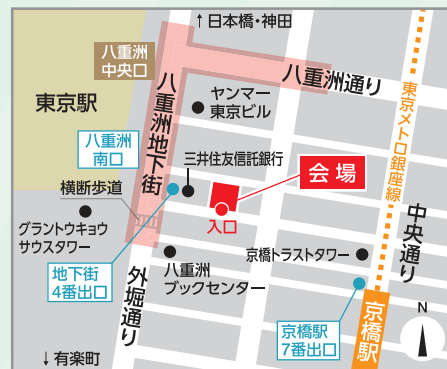 ↑日本橋・神田
八重洲
中央口
八重洲通り
東京駅
ヤンマー
東京ビル
八重洲地下街
八重洲
南口
三井住友信託銀行
会場
東京メトロ銀座線
横断歩道
入口
中央通り
グラントウキョウ
サウスタワー
京橋トラストタワー
地下街
4番出口
八重洲
ブックセンター
外堀通り
京橋駅
7番出口
京橋駅
N
↓有楽町